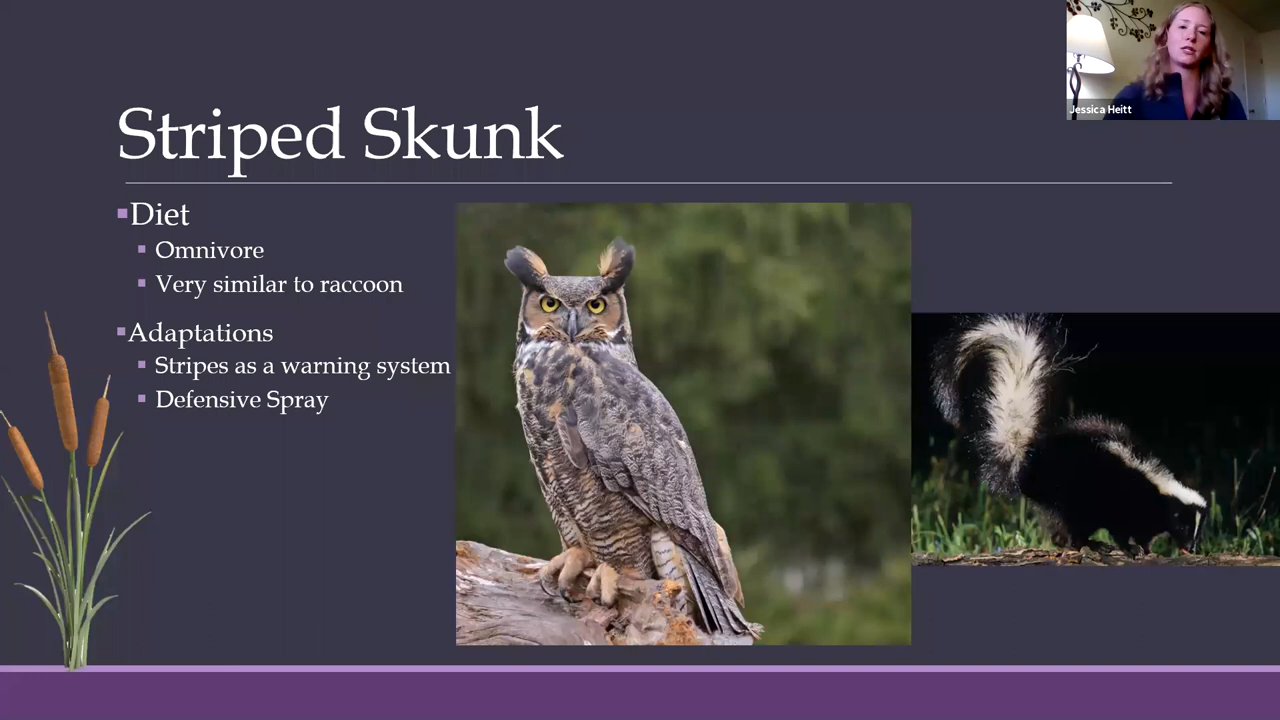 Jessica Heitt
Striped Skunk
▪Diet
▪ Omnivore
▪ Very similar to raccoon
▪Adaptations
▪ Stripes as a warning system
▪ Defensive Spray